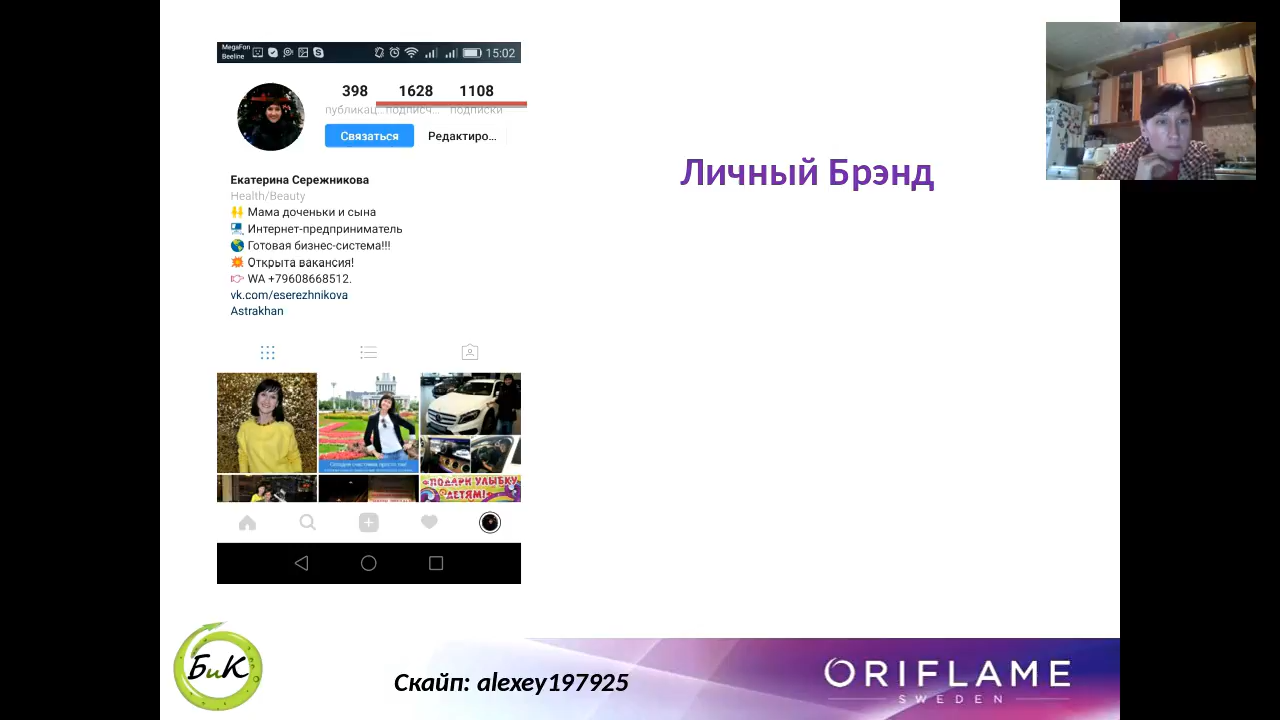 MegaFon
Beeline
15:02
398 1628 1108
публикац... подписч... подписки
Связаться Редактиро...
Личный Брэнд
Екатерина Сережникова
Health/Beauty
Мама доченьки и сына
Интернет-предприниматель
Готовая бизнес-система!!!
Открыта вакансия!
WA +79608668512.
vk.com/eserezhnikova
Astrakhan
«ПОДАРИ УЛЫБКУ
ДЕТЯМ!»
БиК
Скайп: alexey197925
ORIFLAME
SWEDEN